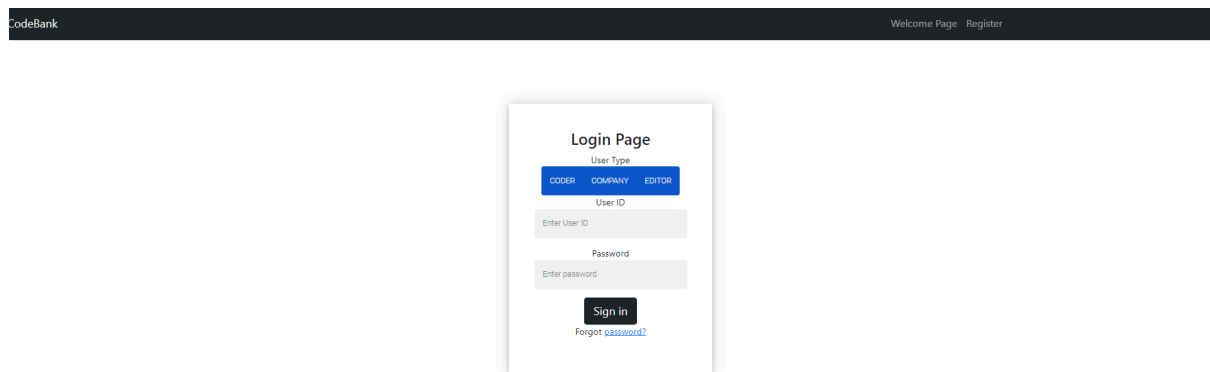 CodeBank Welcome Page Register
Login Page
User Type
CODER COMPANY EDITOR
User ID
Enter User ID
Password
Enter password
Sign in
Forgot password?